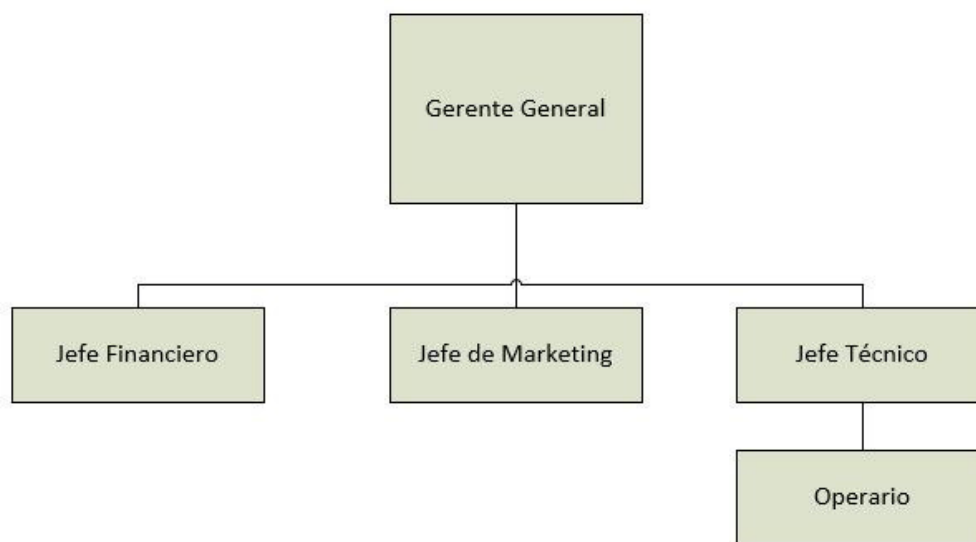 Gerente General
Jefe Financiero
Jefe de Marketing
Jefe Técnico
Operario